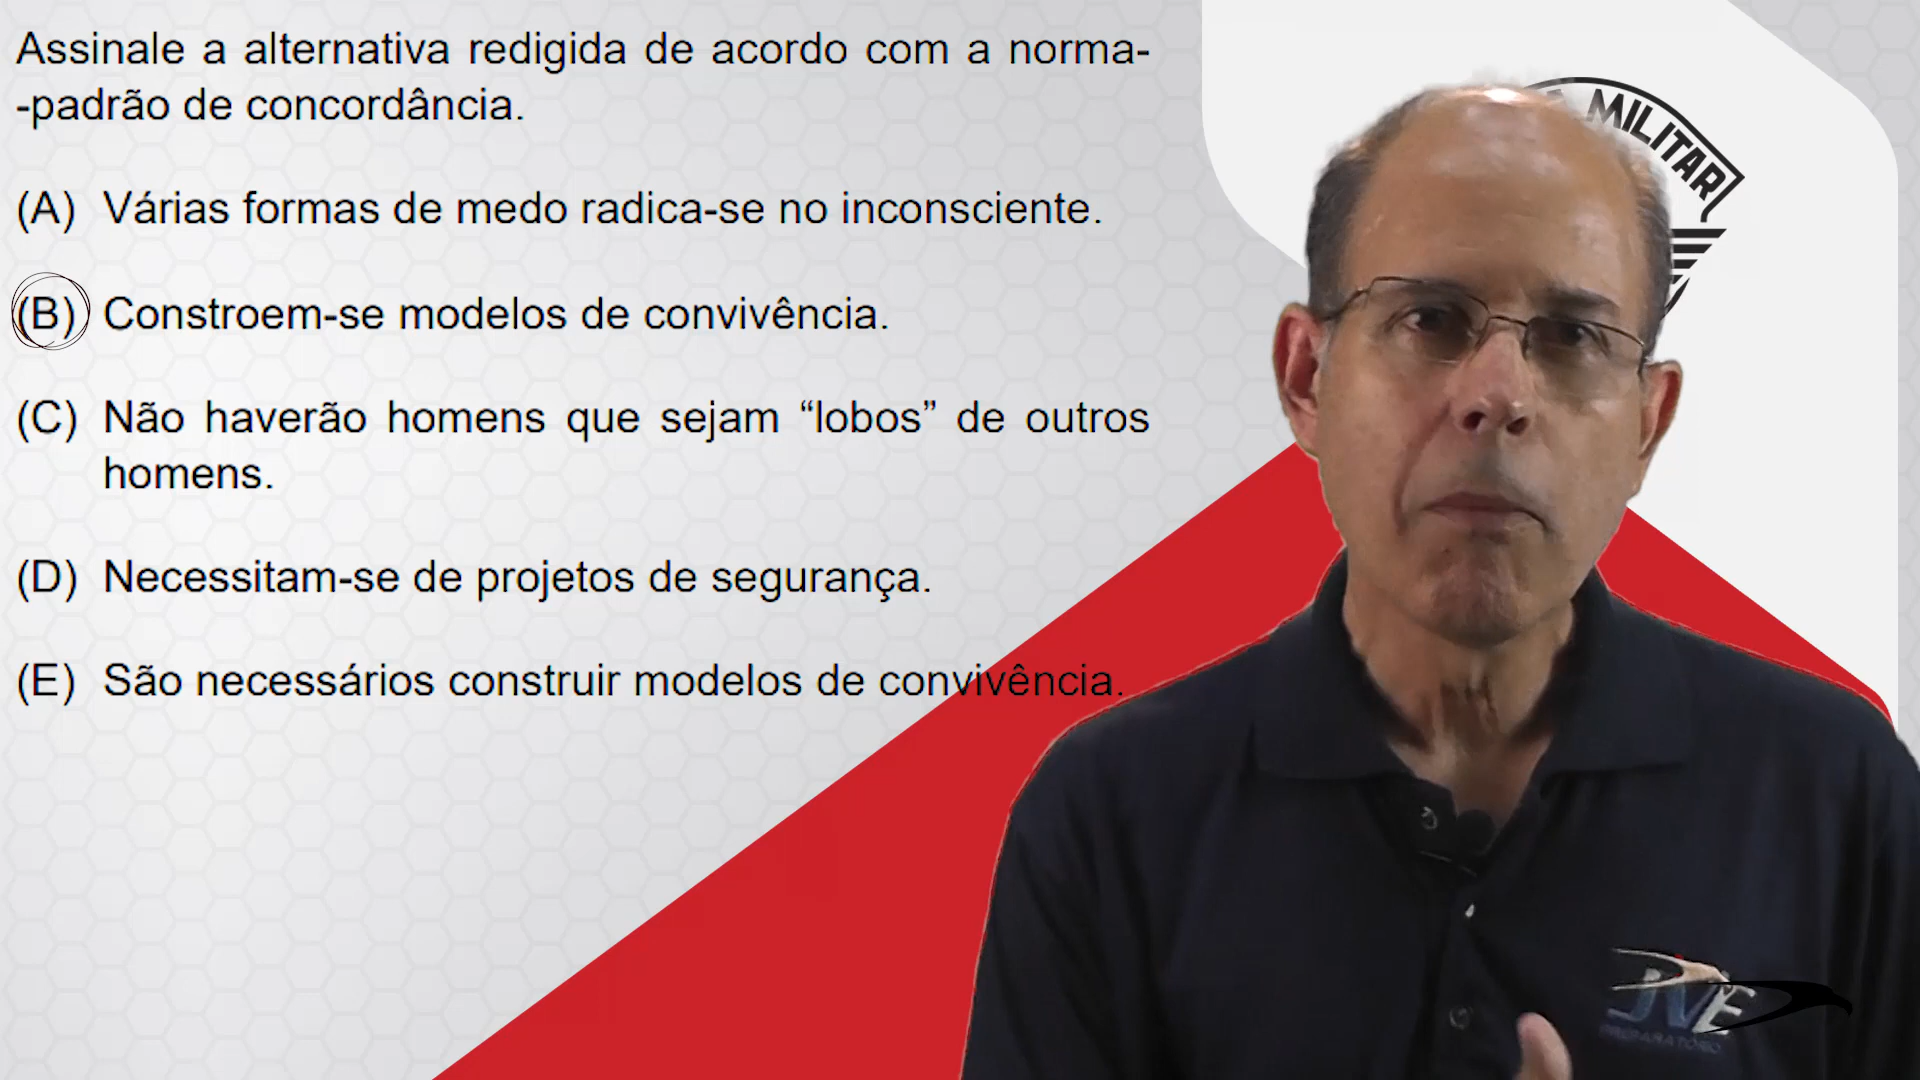 Assinale a alternativa redigida de acordo com a norma-
-padrão de concordância.
(A) Várias formas de medo radica-se no inconsciente.
(B) Constroem-se modelos de convivência.
(C) Não haverão homens que sejam “lobos” de outros
homens.
(D) Necessitam-se de projetos de segurança.
(E) São necessários construir modelos de convivência.
MILITAR
JVE
PREPARATÓRIO